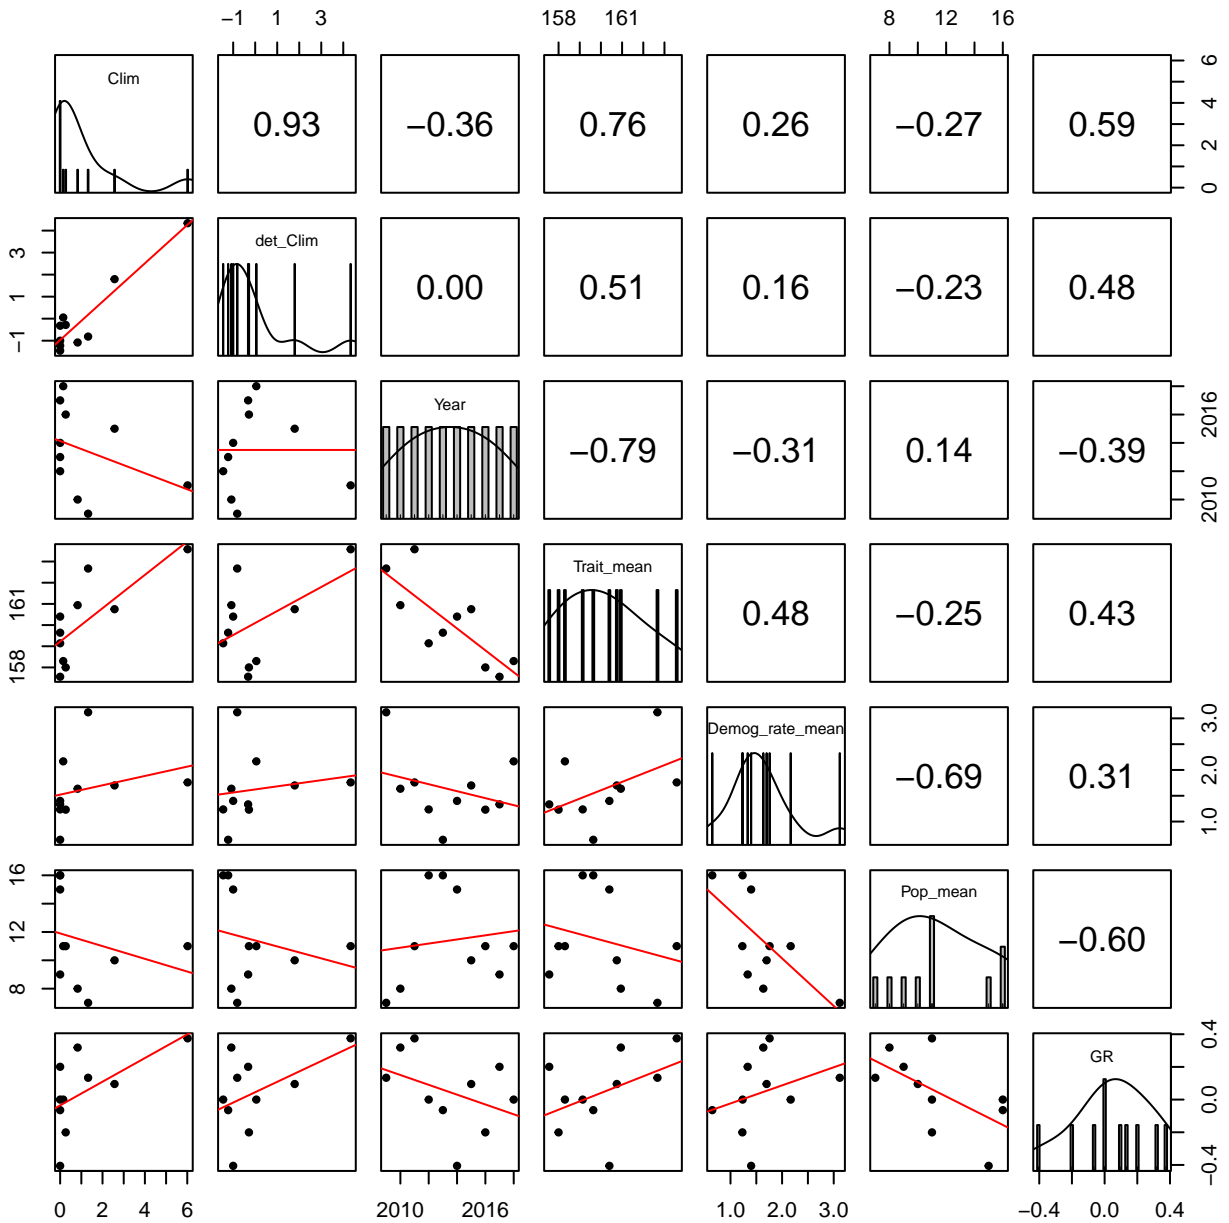 −1 1 3 158 161 8 10 16
Clim 0.93 −0.36 0.76 0.26 −0.27 0.59 0 2 4 6
−1 1 3 det_Clim 0.00 0.51 0.16 −0.23 0.48
Year −0.79 −0.31 0.14 −0.39 2010 2016
158 161 Trait_mean 0.48 −0.25 0.43
Demog_rate_mean −0.69 0.31 1.0 2.0 3.0
8 12 16 Pop_mean −0.60
GR −0.4 0.0 0.4
0 2 4 6 2010 2016 1.0 2.0 3.0 −0.4 0.0 0.4